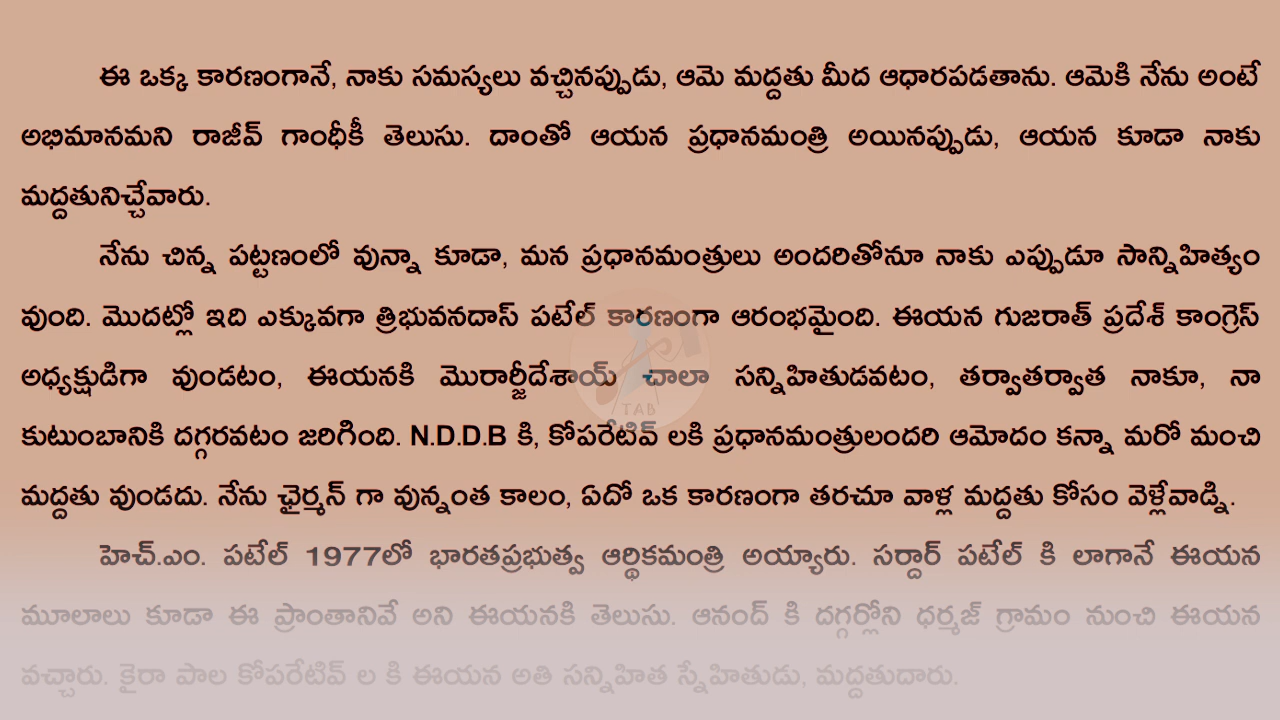 ఈ ఒక్క కారణంగానే, నాకు సమస్యలు వచ్చినప్పుడు, ఆమె మద్దతు మీద ఆధారపడతాను. ఆమెకి నేను అంటే
అభిమానమని రాజీవ్ గాంధీకీ తెలుసు. దాంతో ఆయన ప్రధానమంత్రి అయినప్పుడు, ఆయన కూడా నాకు
మద్దతునిచ్చేవారు.
నేను చిన్న పట్టణంలో వున్నా కూడా, మన ప్రధానమంత్రులు అందరితోనూ నాకు ఎప్పుడూ సాన్నిహిత్యం
వుంది. మొదట్లో ఇది ఎక్కువగా త్రిభువనదాస్ పటేల్ కారణంగా ఆరంభమైంది. ఈయన గుజరాత్ ప్రదేశ్ కాంగ్రెస్
అధ్యక్షుడిగా వుండటం, ఈయనకి మొరార్జీదేశాయ్ చాలా సన్నిహితుడవటం, తర్వాతర్వాత నాకూ, నా
కుటుంబానికి దగ్గరవటం జరిగింది. N.D.D.B కి, కోపరేటివ్ లకి ప్రధానమంత్రులందరి ఆమోదం కన్నా మరో మంచి
మద్దతు వుండదు. నేను ఛైర్మన్ గా వున్నంత కాలం, ఏదో ఒక కారణంగా తరచూ వాళ్ల మద్దతు కోసం వెళ్లేవాడ్ని.
హెచ్.ఎం. పటేల్ 1977లో భారతప్రభుత్వ ఆర్థికమంత్రి అయ్యారు. సర్దార్ పటేల్ కి లాగానే ఈయన
మూలాలు కూడా ఈ ప్రాంతానివే అని ఈయనకి తెలుసు. ఆనంద్ కి దగ్గర్లోని ధర్మజ్ గ్రామం నుంచి ఈయన
వచ్చారు. కైరా పాల కోపరేటివ్ ల కి ఈయన అతి సన్నిహిత స్నేహితుడు, మద్దతుదారు.
TAB